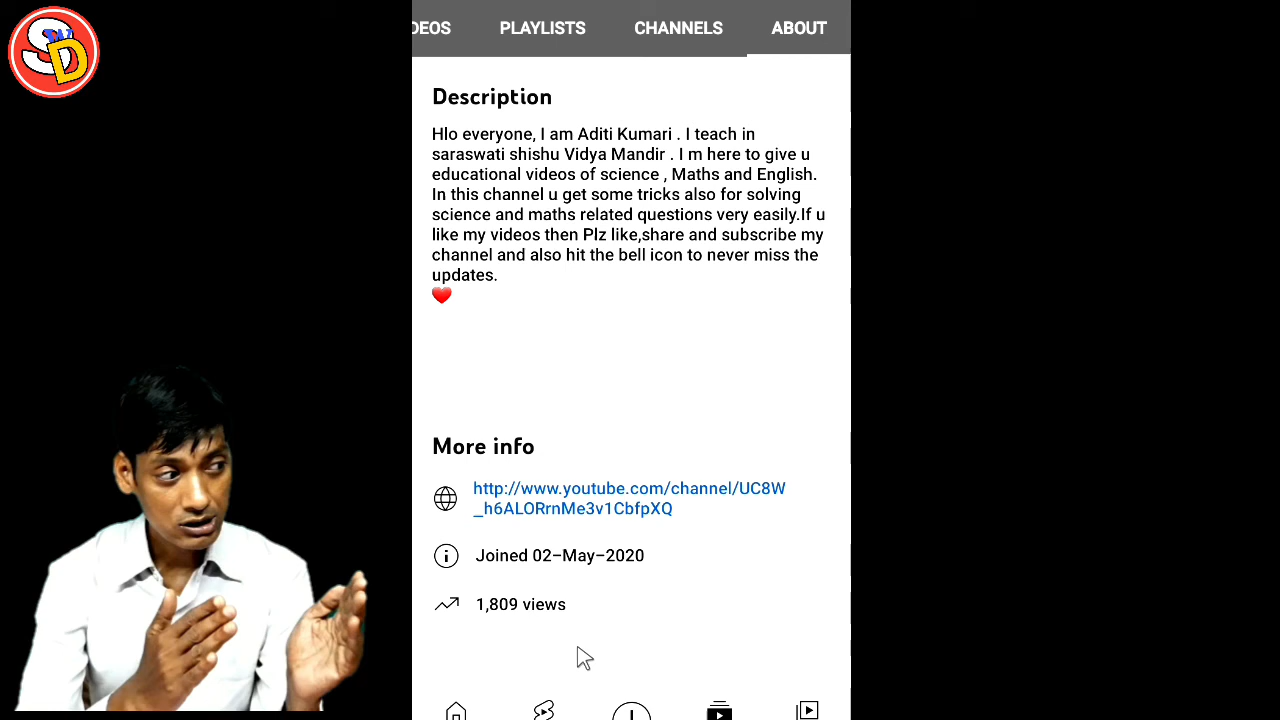 SD
DEOS PLAYLISTS CHANNELS ABOUT
Description
Hlo everyone, I am Aditi Kumari . I teach in
saraswati shishu Vidya Mandir . I m here to give u
educational videos of science , Maths and English.
In this channel u get some tricks also for solving
science and maths related questions very easily.If u
like my videos then Plz like,share and subscribe my
channel and also hit the bell icon to never miss the
updates.
❤️
More info
http://www.youtube.com/channel/UC8W
_h6ALORrnMe3v1CbfpXQ
Joined 02–May–2020
1,809 views